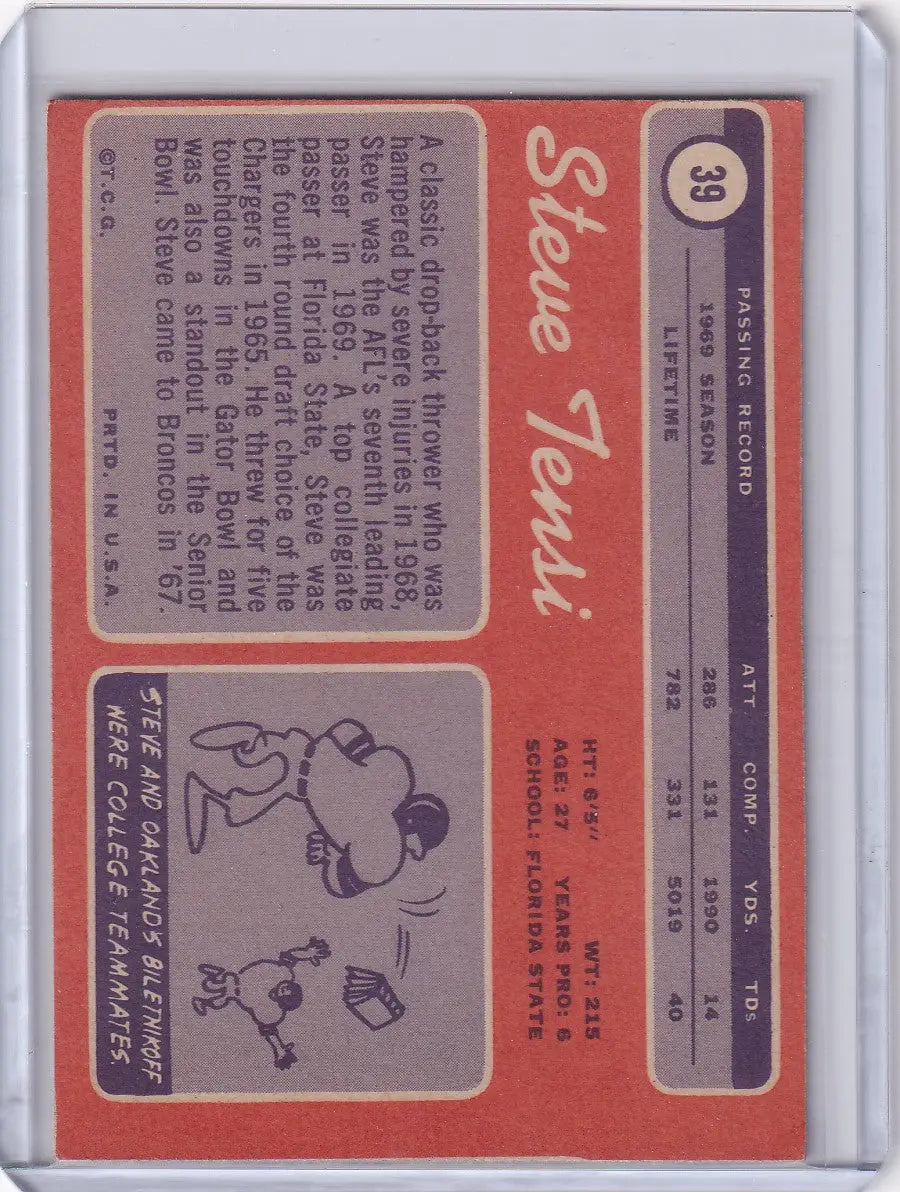 39
PASSING RECORD ATT. COMP. YDS. TDs
1969 SEASON 286 131 1990 14
LIFETIME 782 331 5019 40
Steve Tensi
HT: 6'5" WT: 215
AGE: 27 YEARS PRO: 6
SCHOOL: FLORIDA STATE
A classic drop-back thrower who was
hampered by severe injuries in 1968,
Steve was the AFL's seventh leading
passer in 1969. A top collegiate
passer at Florida State, Steve was
the fourth round draft choice of the
Chargers in 1965. He threw for five
touchdowns in the Gator Bowl and
was also a standout in the Senior
Bowl. Steve came to Broncos in '67.
©T.C.G. PRTD. IN U.S.A.
STEVE AND OAKLAND'S BILETNIKOFF
WERE COLLEGE TEAMMATES.